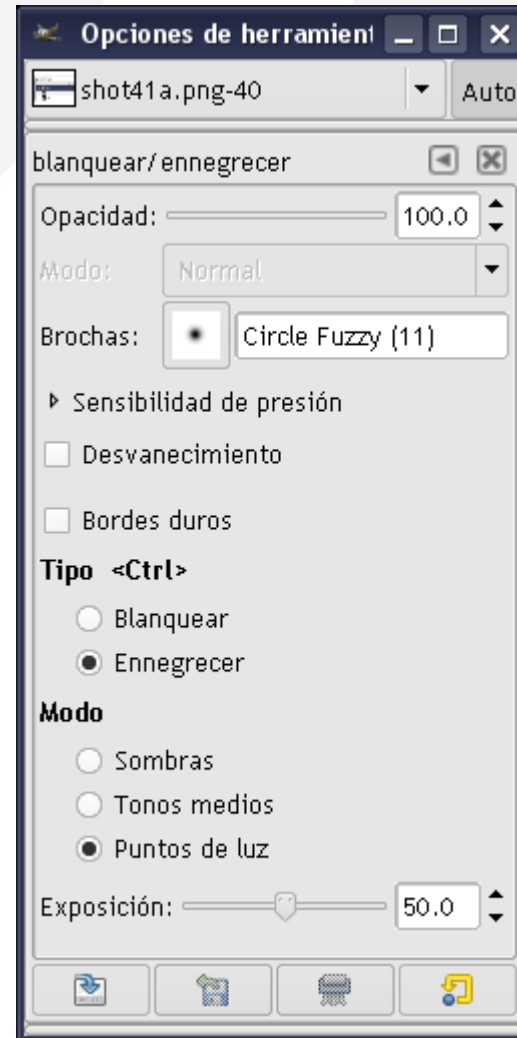 Opciones de herramient
shot41a.png-40 Auto
blanquear/ennegrecer
Opacidad: 100.0
Modo: Normal
Brochas: Circle Fuzzy (11)
Sensibilidad de presión
Desvanecimiento
Bordes duros
Tipo <Ctrl>
Blanquear
Ennegrecer
Modo
Sombras
Tonos medios
Puntos de luz
Exposición: 50.0